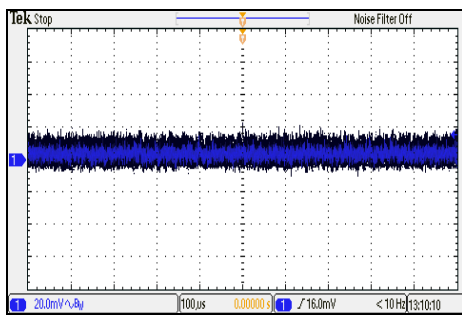 Tek Stop Noise Filter Off
1
1 20.0mV∿BW 100µs 0.00000 s 1 ∫ 16.0mV < 10 Hz 13:10:10